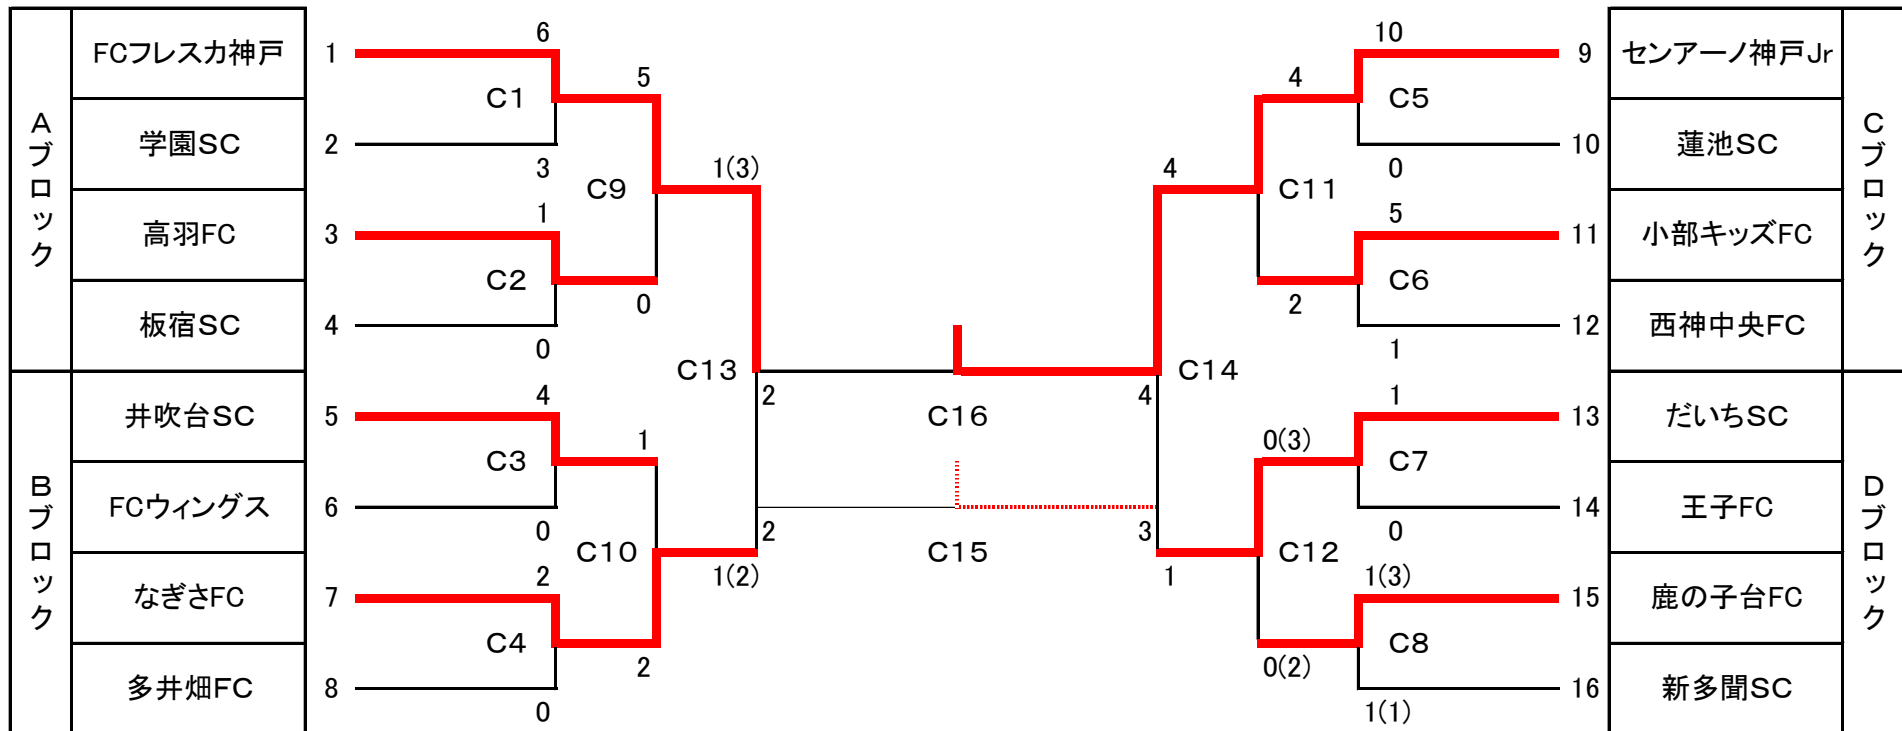 Aブロック
FCフレスカ神戸
1
学園SC
2
高羽FC
3
板宿SC
4
Bブロック
井吹台SC
5
FCウィングス
6
なぎさFC
7
多井畑FC
8
6
C1
3
1
C2
0
4
C3
0
2
C4
0
5
C9
0
1
C10
2
1(3)
C13
1(2)
2
C16
4
2
C15
3
4
C14
1
4
C11
2
0(3)
C12
0(2)
10
C5
0
5
C6
1
1
C7
0
1(3)
C8
1(1)
9
センアーノ神戸Jr
10
蓮池SC
11
小部キッズFC
12
西神中央FC
Cブロック
13
だいちSC
14
王子FC
15
鹿の子台FC
16
新多聞SC
Dブロック